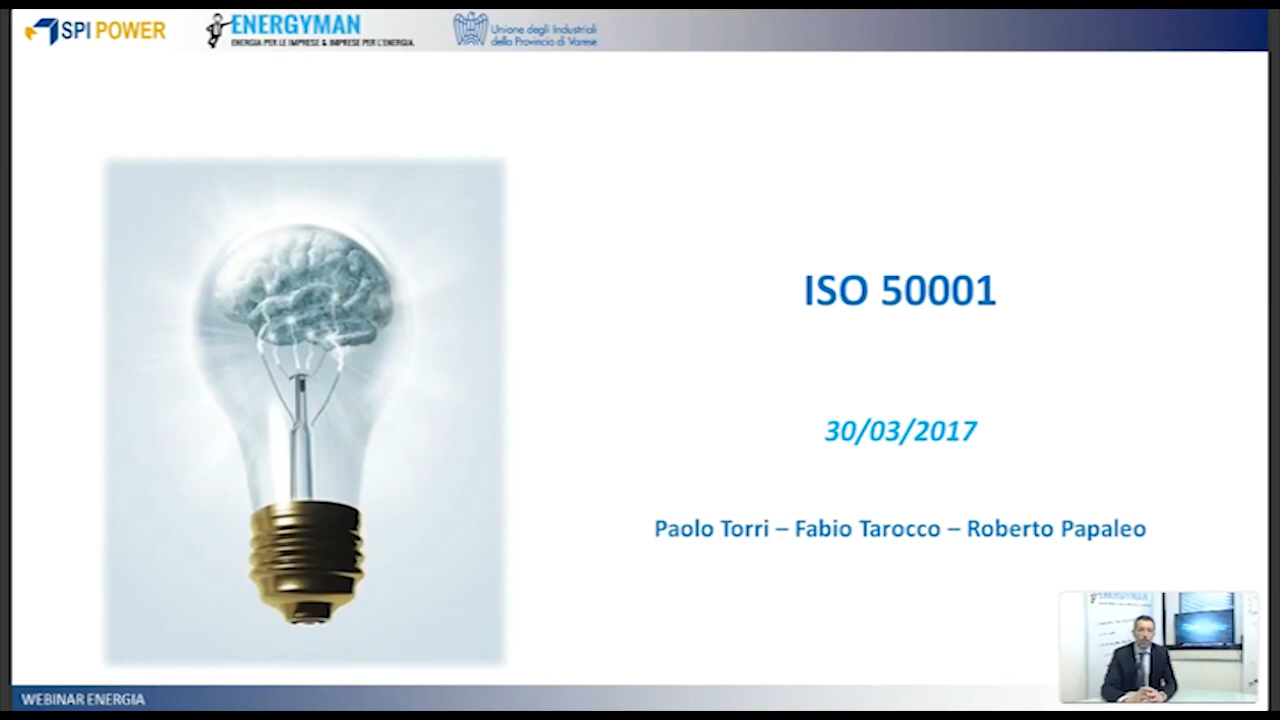 SPI POWER
ENERGYMAN
ENERGIA PER LE IMPRESE & IMPRESE PER L'ENERGIA.
Unione degli Industriali
della Provincia di Varese
ISO 50001
30/03/2017
Paolo Torri – Fabio Tarocco – Roberto Papaleo
ENERGYMAN
WEBINAR ENERGIA